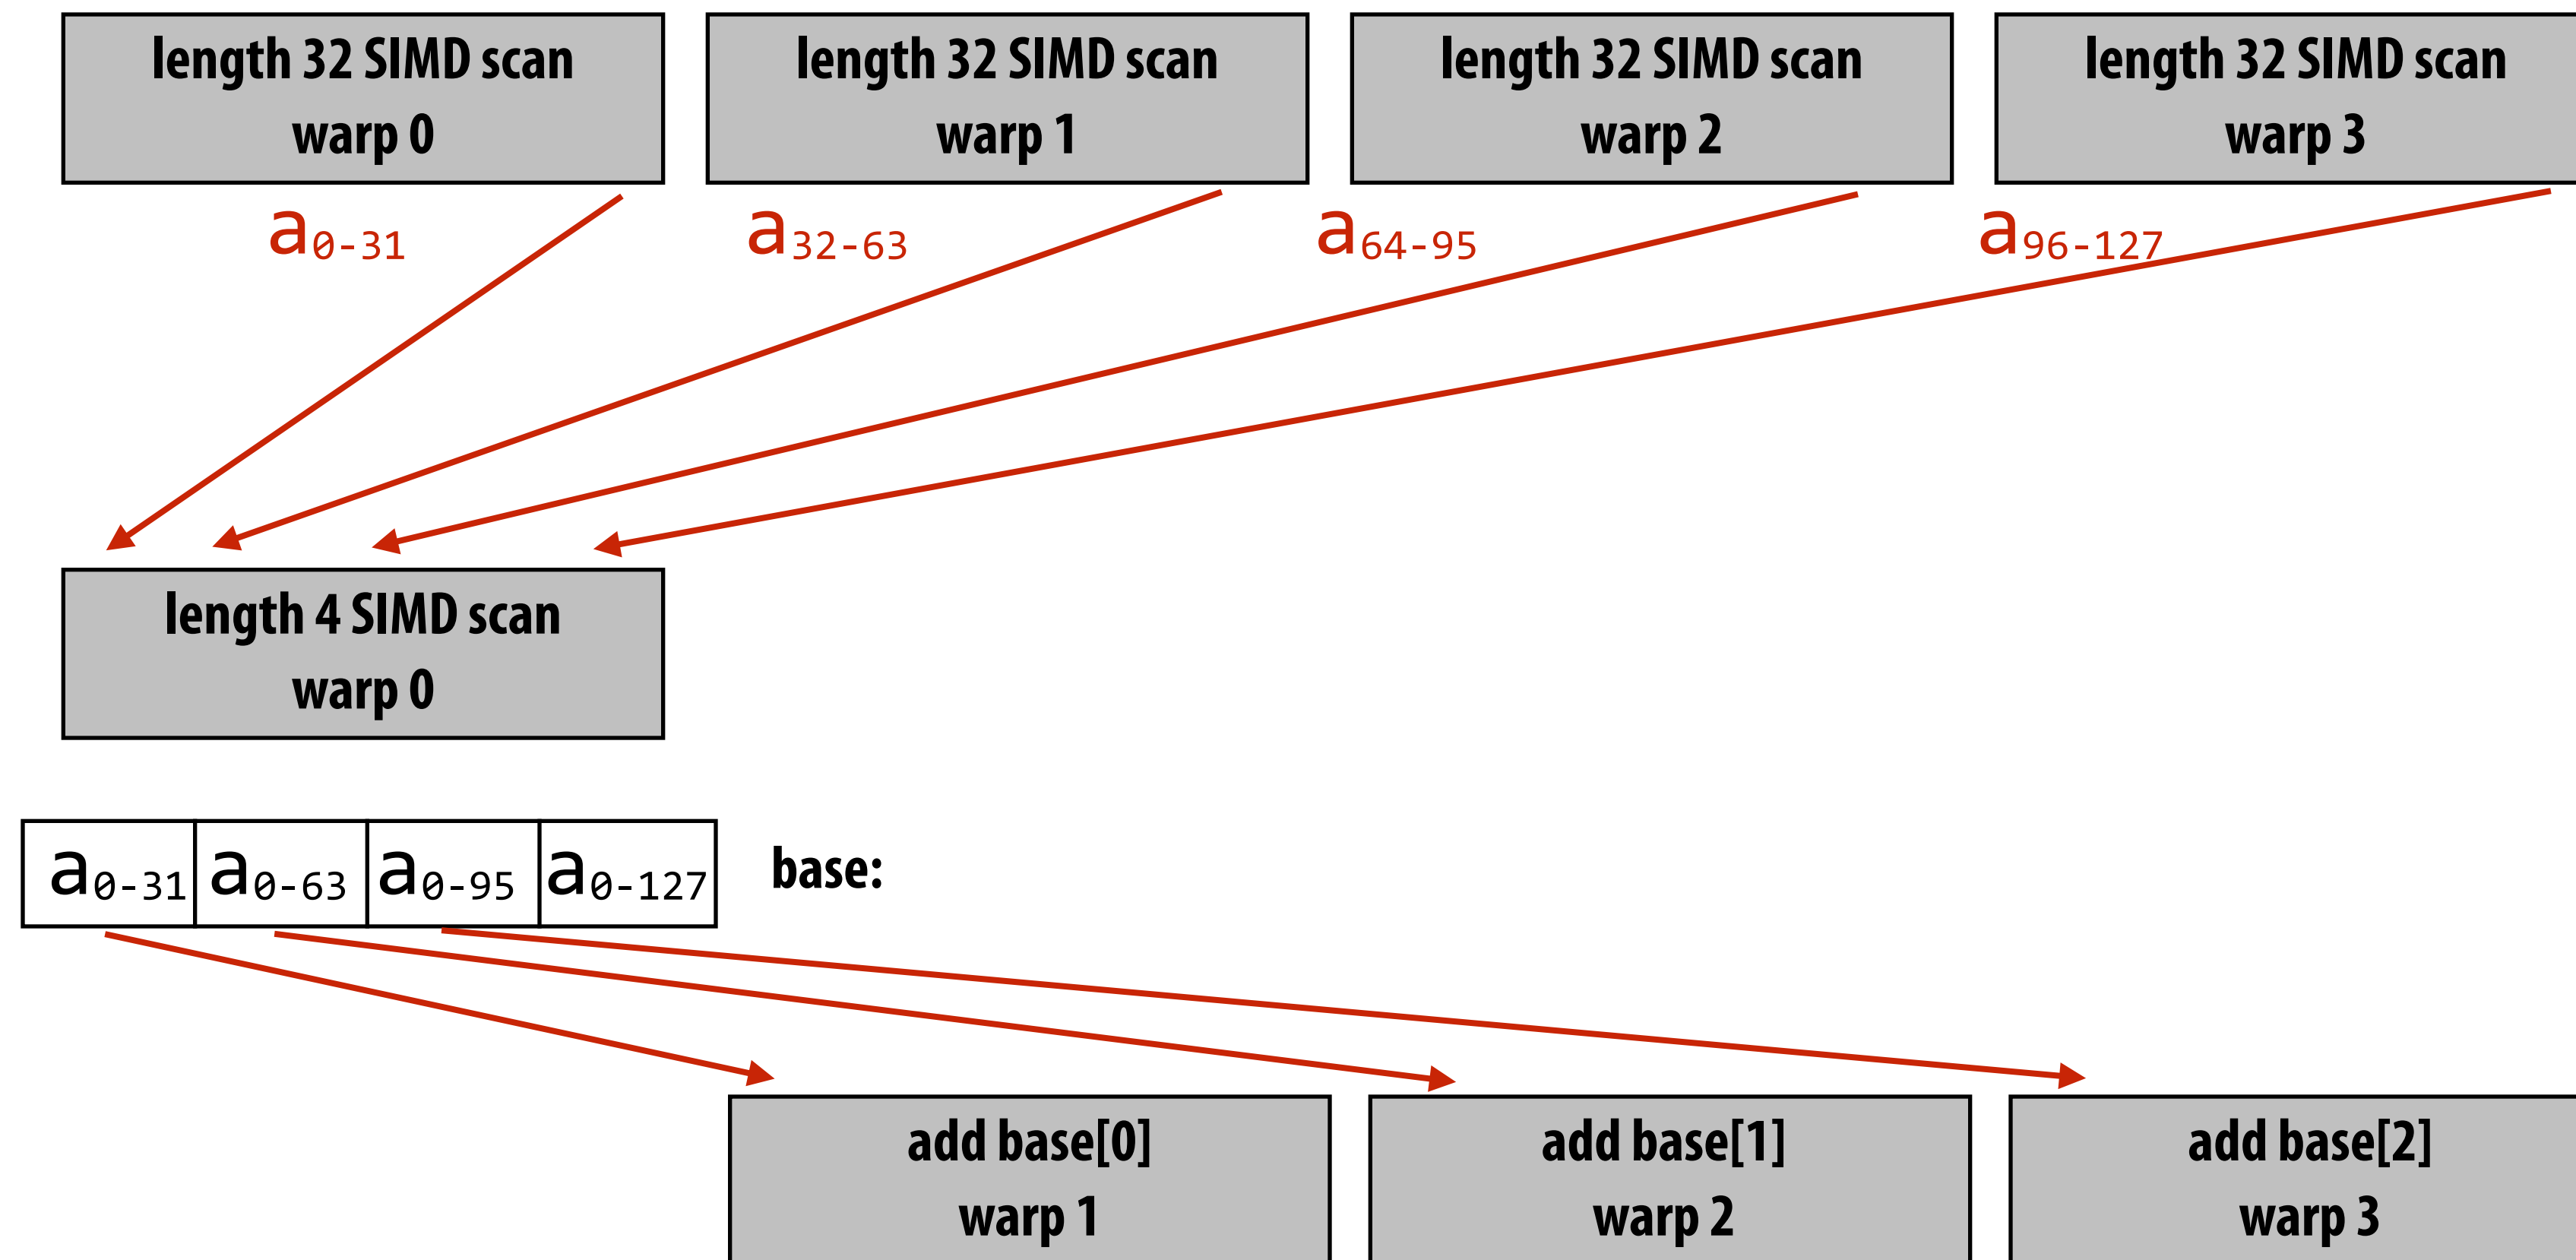 length 32 SIMD scan
warp 0
length 32 SIMD scan
warp 1
length 32 SIMD scan
warp 2
length 32 SIMD scan
warp 3
a0-31
a32-63
a64-95
a96-127
length 4 SIMD scan
warp 0
a0-31 a0-63 a0-95 a0-127 base:
add base[0]
warp 1
add base[1]
warp 2
add base[2]
warp 3